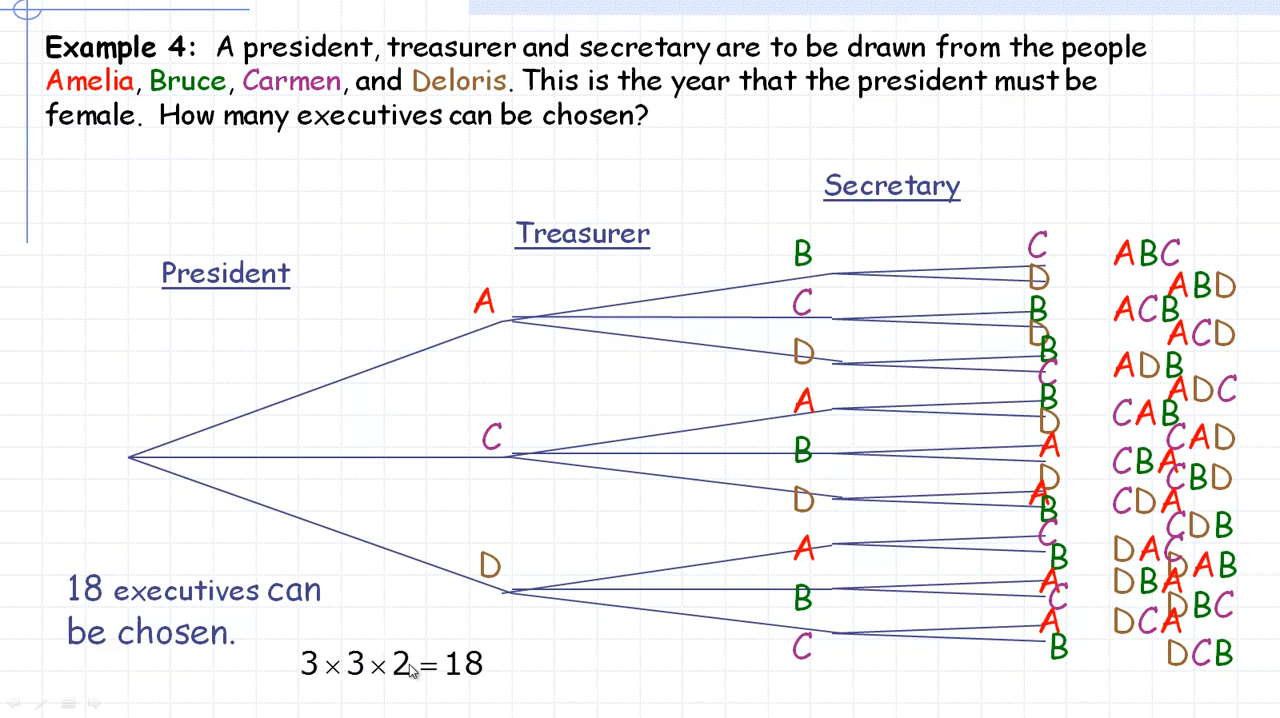 Example 4: A president, treasurer and secretary are to be drawn from the people
Amelia, Bruce, Carmen, and Deloris. This is the year that the president must be
female. How many executives can be chosen?
Secretary
Treasurer
President
A
B
C
D
C
D
B
D
B
C
ABC
ABD
ACB
ACD
ADB
ADC
C
A
B
D
B
D
A
D
A
B
CAB
CAD
CBA
CBD
CDA
CDB
D
A
B
C
C
B
A
C
A
B
DAC
DAB
DBA
DBC
DCA
DCB
18 executives can
be chosen.
3 × 3 × 2 = 18